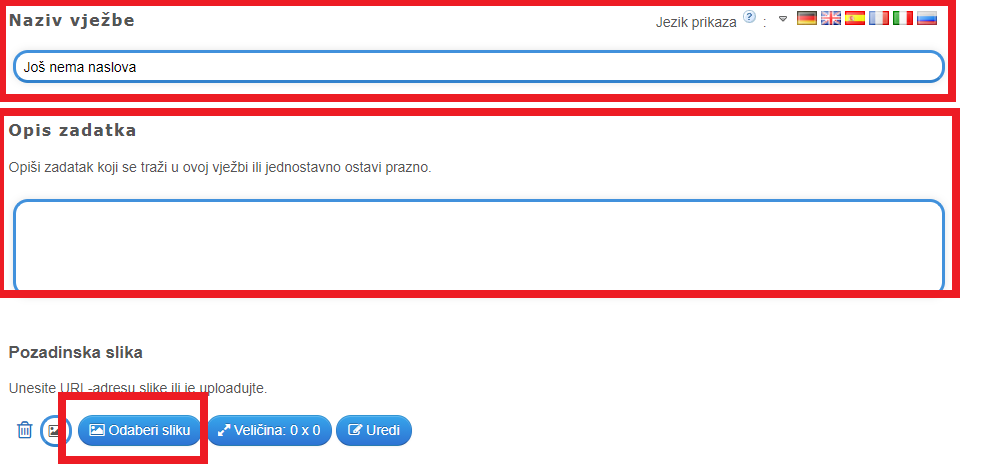 Naziv vježbe
Jezik prikaza ? :
Još nema naslova
Opis zadatka
Opiši zadatak koji se traži u ovoj vježbi ili jednostavno ostavi prazno.
Pozadinska slika
Unesite URL-adresu slike ili je uploadujte.
Odaberi sliku Veličina: 0 x 0 Uredi